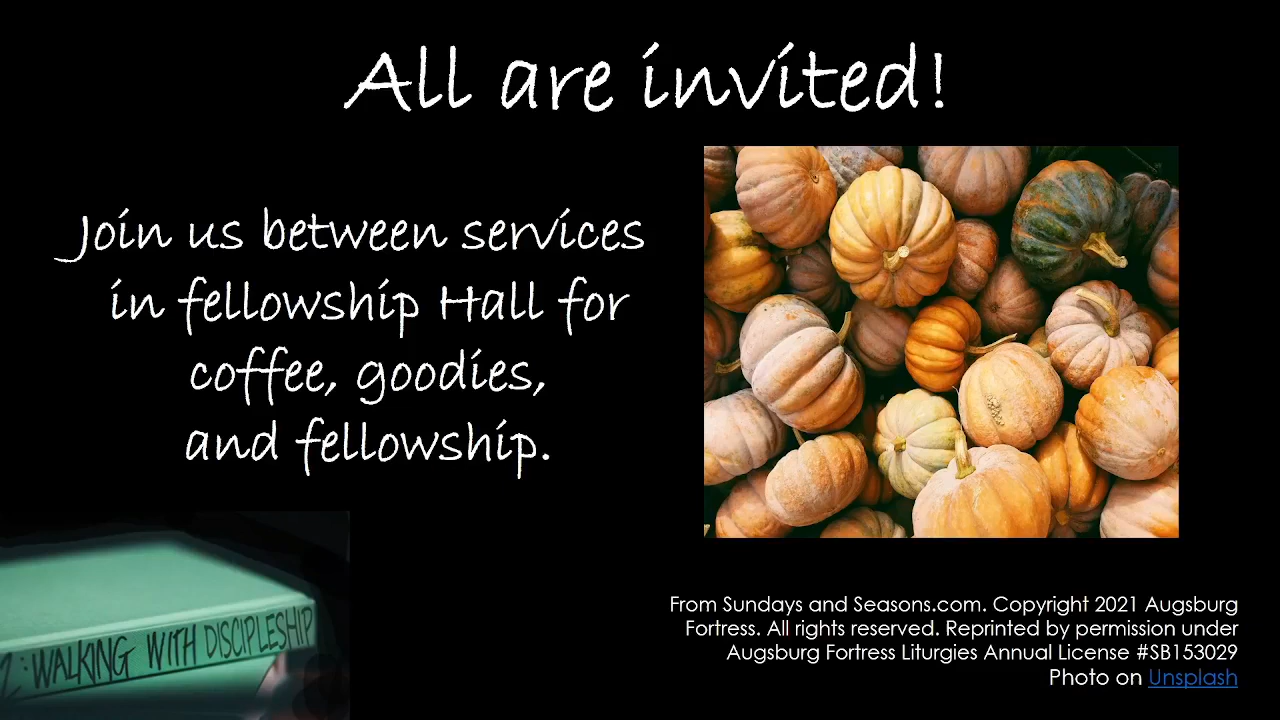 All are invited!
Join us between services
in fellowship Hall for
coffee, goodies,
and fellowship.
2: WALKING WITH DISCIPLESHIP
From Sundays and Seasons.com. Copyright 2021 Augsburg
Fortress. All rights reserved. Reprinted by permission under
Augsburg Fortress Liturgies Annual License #SB153029
Photo on Unsplash